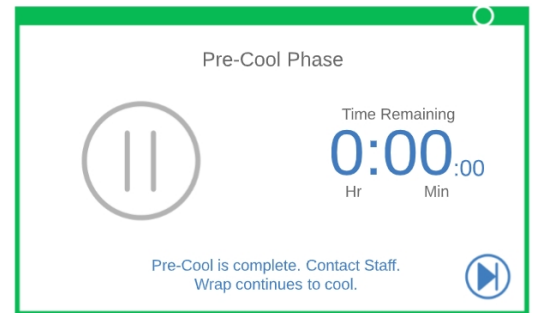 Pre-Cool Phase
Time Remaining
0:00:00
Hr Min
Pre-Cool is complete. Contact Staff.
Wrap continues to cool.